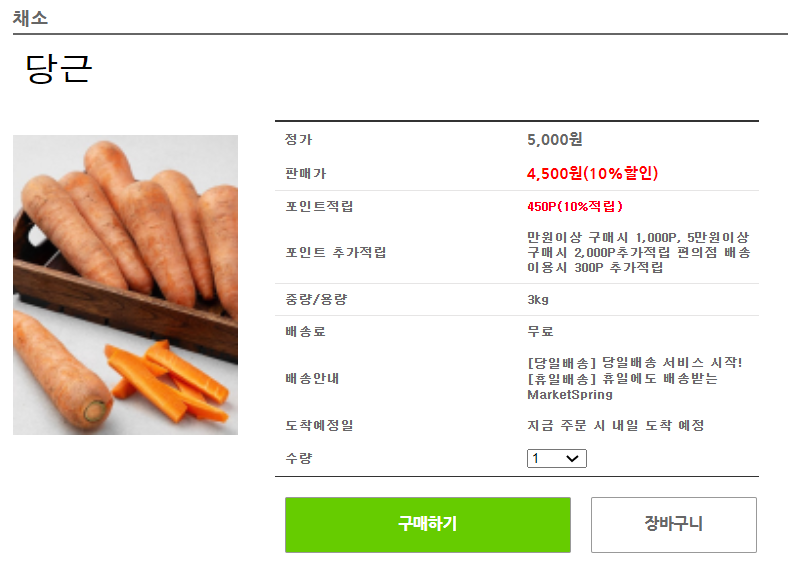 채소
당근
정가 5,000원
판매가 4,500원(10%할인)
포인트적립 450P(10%적립)
포인트 추가적립 만원이상 구매시 1,000P, 5만원이상
구매시 2,000P추가적립 편의점 배송
이용시 300P 추가적립
중량/용량 3kg
배송료 무료
배송안내 [당일배송] 당일배송 서비스 시작!
[휴일배송] 휴일에도 배송받는
MarketSpring
도착예정일 지금 주문 시 내일 도착 예정
수량 1
구매하기 장바구니